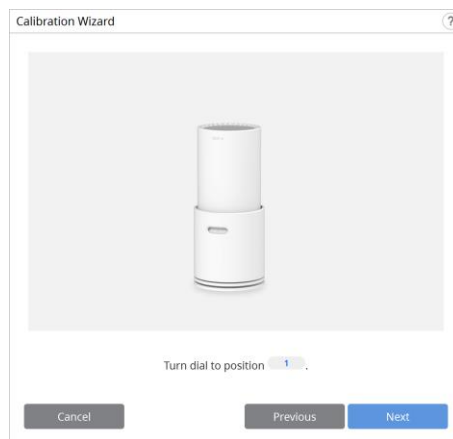 Calibration Wizard
?
Turn dial to position 1 .
Cancel
Previous
Next